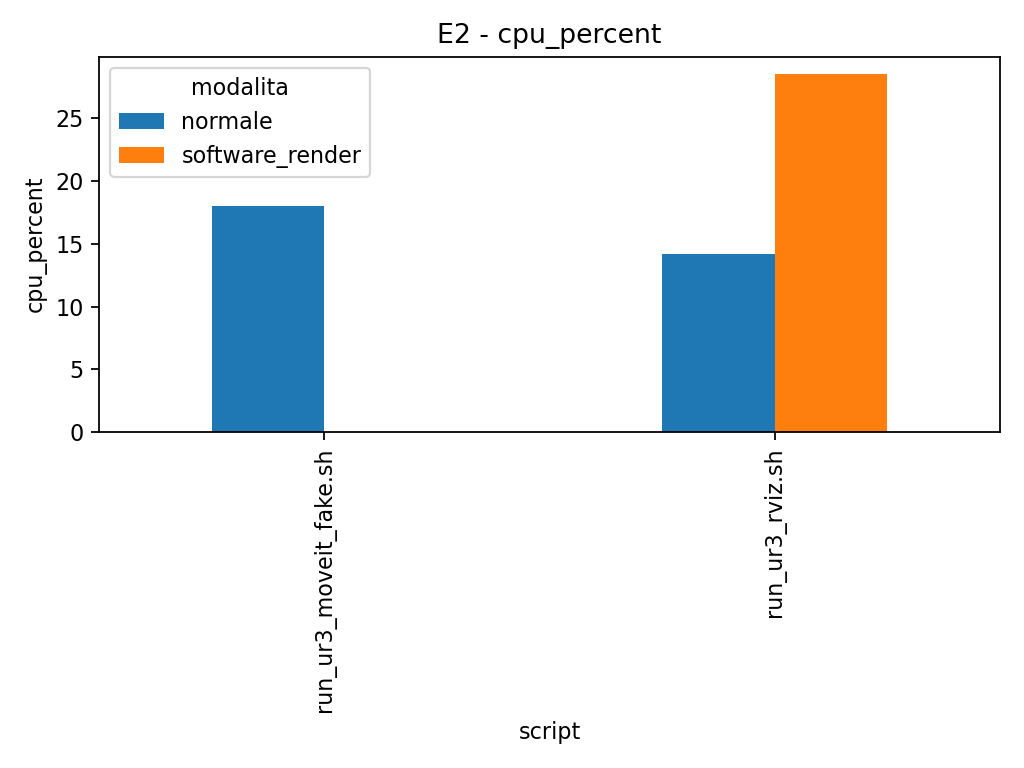 E2 - cpu_percent
modalita
normale
software_render
cpu_percent
25
20
15
10
5
0
run_ur3_moveit_fake.sh
run_ur3_rviz.sh
script